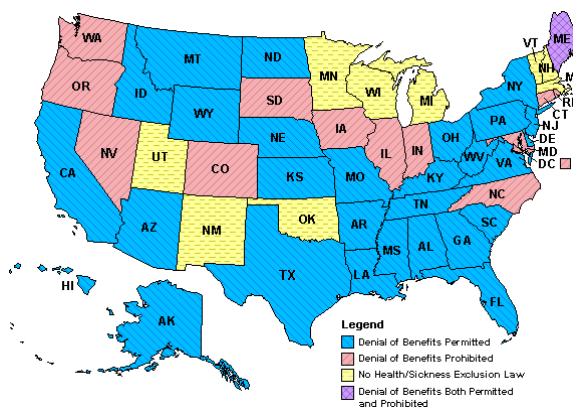 WA
MT
ND
MN
VT
NH
ME
OR
ID
WY
SD
WI
MI
NY
M
RI
CT
NJ
DE
MD
DC
NV
UT
CO
NE
KS
IA
IL
IN
OH
PA
WV
VA
CA
AZ
NM
OK
MO
KY
TN
NC
SC
TX
AR
LA
MS
AL
GA
FL
HI
AK
Legend
Denial of Benefits Permitted
Denial of Benefits Prohibited
No Health/Sickness Exclusion Law
Denial of Benefits Both Permitted
and Prohibited